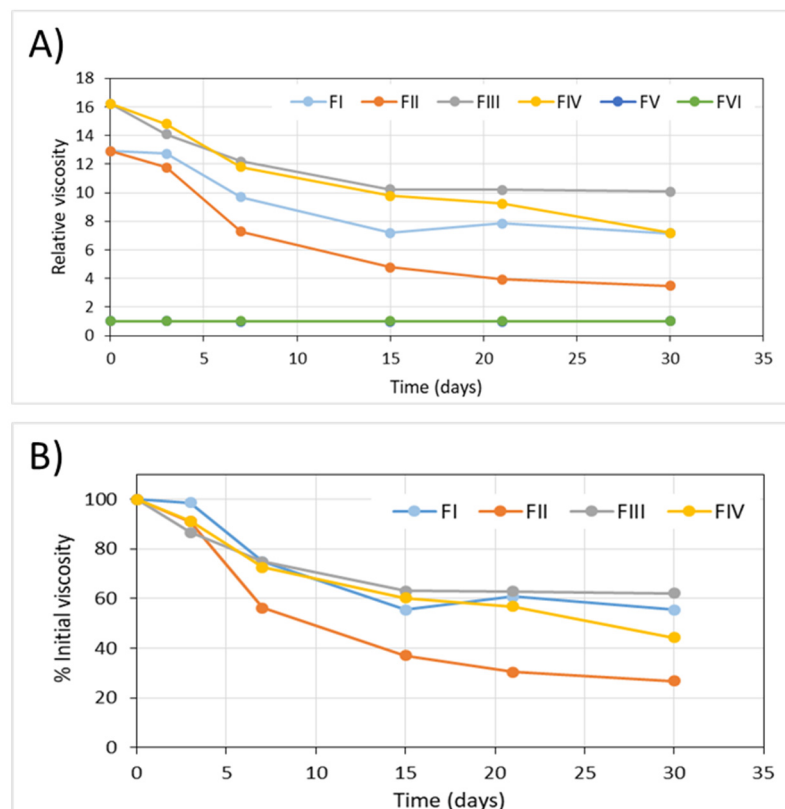 A)
18
16
14
12
10
8
6
4
2
0
FI FII FIII FIV FV FVI
Relative viscosity
0 5 10 15 20 25 30 35
Time (days)
B)
100
80
60
40
20
0
FI FII FIII FIV
% Initial viscosity
0 5 10 15 20 25 30 35
Time (days)